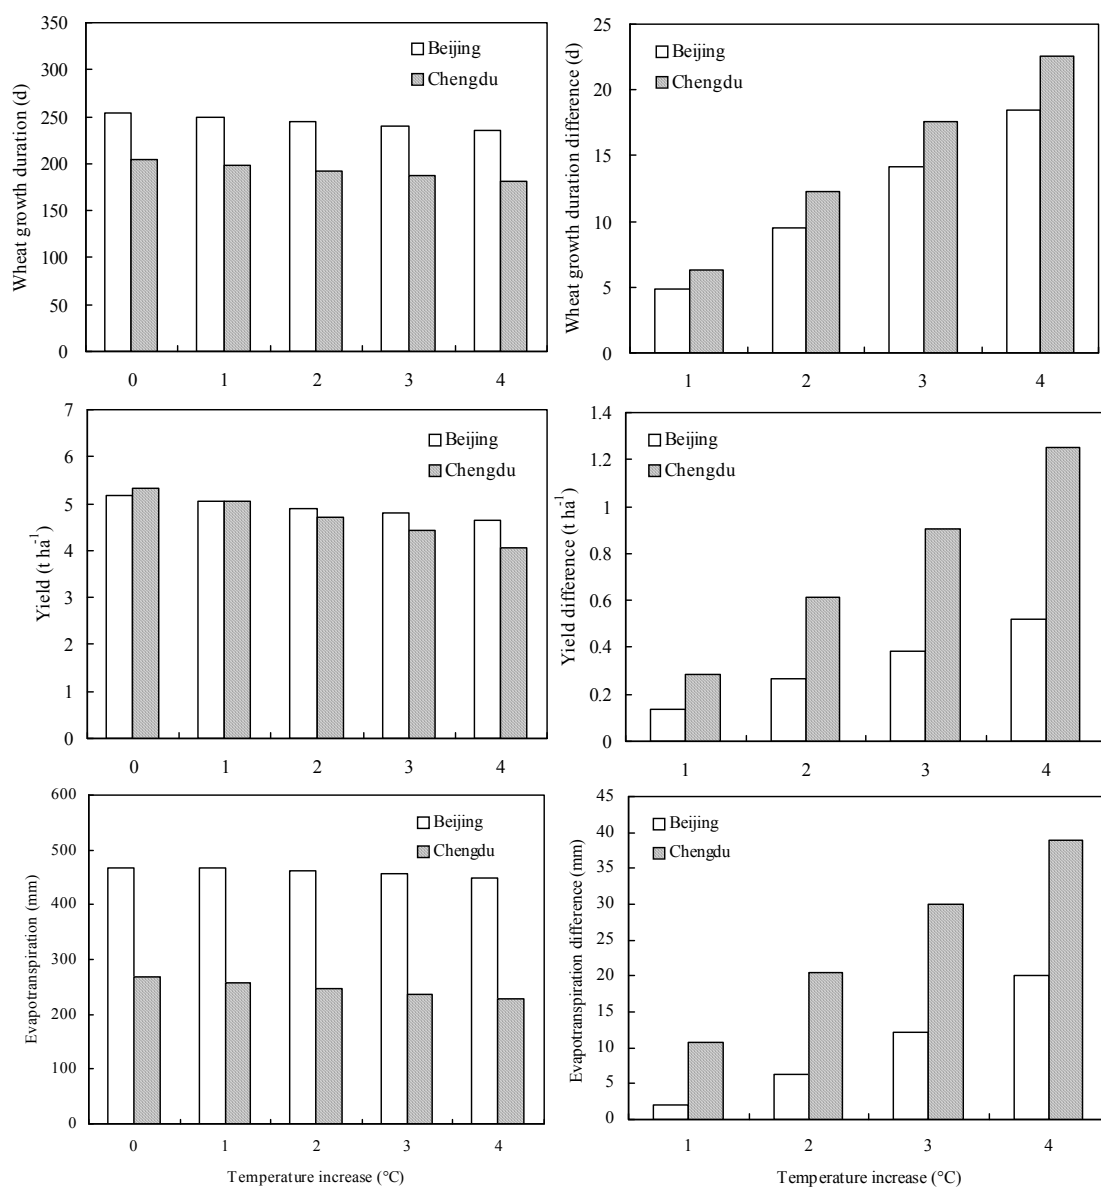 350
300
250
200
150
100
50
0
Wheat growth duration (d)
Beijing
Chengdu
0 1 2 3 4
25
20
15
10
5
0
Wheat growth duration difference (d)
Beijing
Chengdu
1 2 3 4
7
6
5
4
3
2
1
0
Yield (t ha-1)
Beijing
Chengdu
0 1 2 3 4
1.4
1.2
1
0.8
0.6
0.4
0.2
0
Yield difference (t ha-1)
Beijing
Chengdu
1 2 3 4
600
500
400
300
200
100
0
Evapotranspiration (mm)
Beijing
Chengdu
0 1 2 3 4
Temperature increase (°C)
45
40
35
30
25
20
15
10
5
0
Evapotranspiration difference (mm)
Beijing
Chengdu
1 2 3 4
Temperature increase (°C)